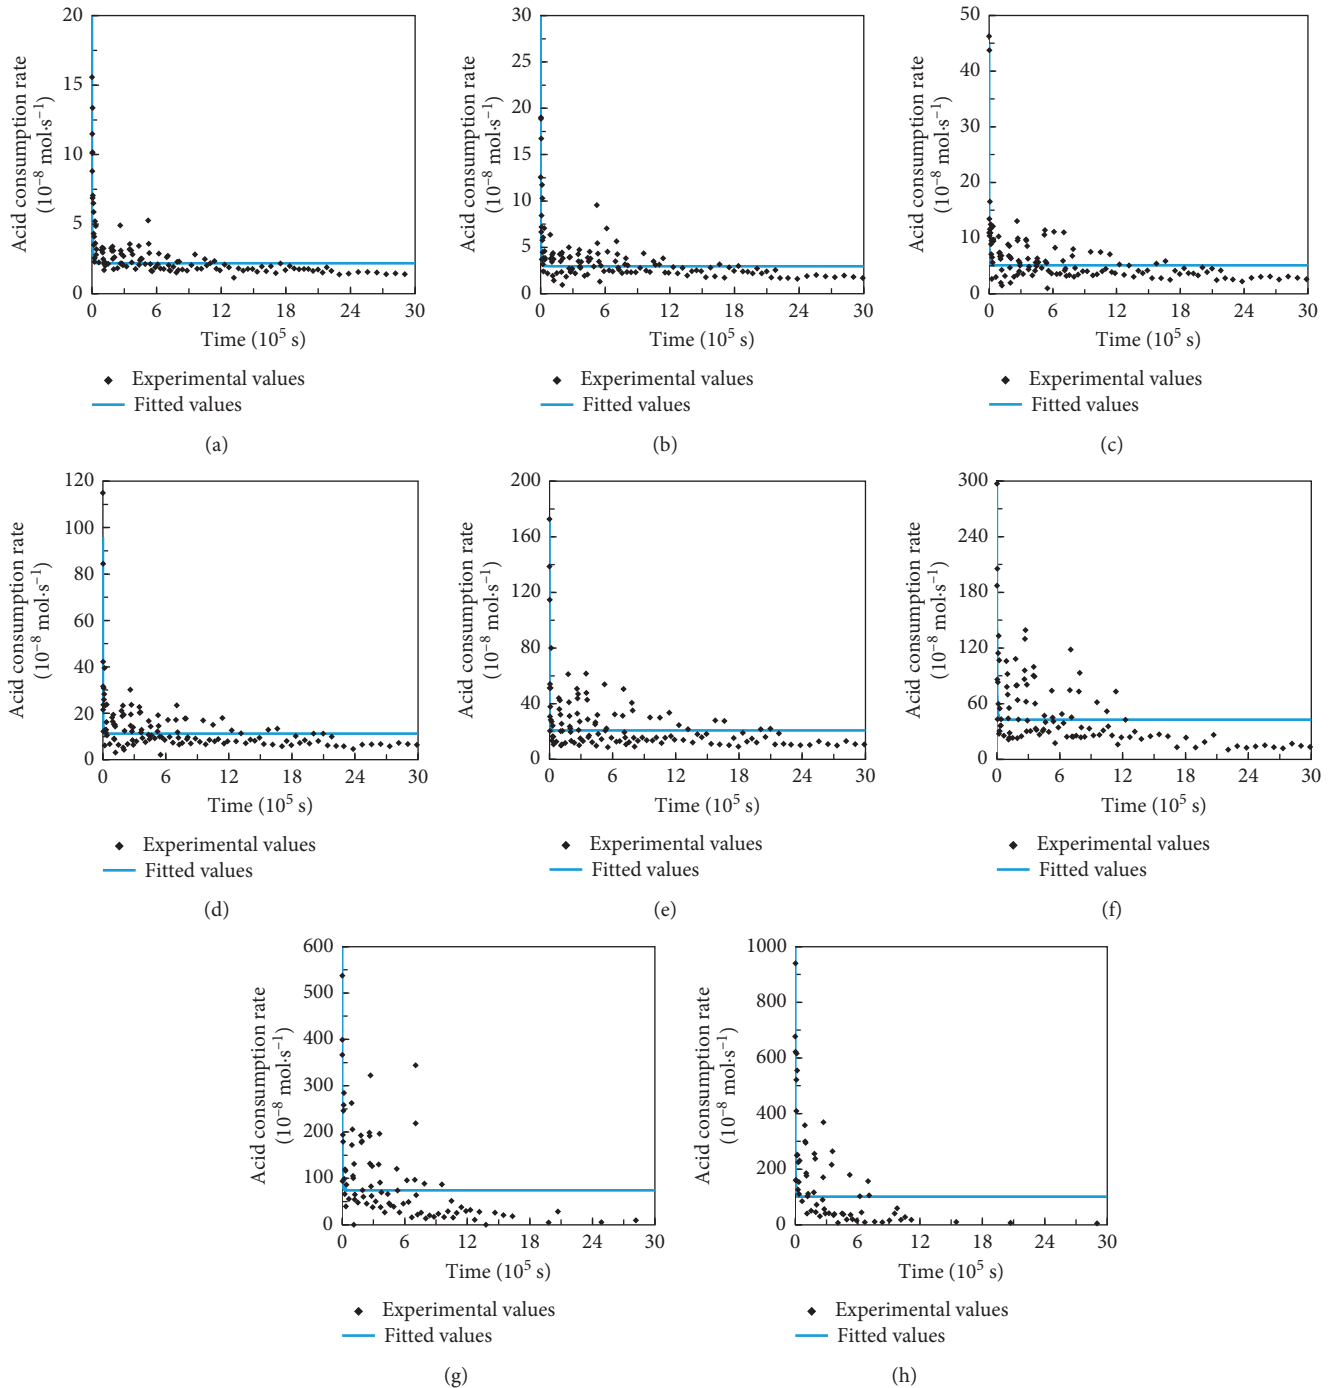 Acid consumption rate
(10⁻⁸ mol·s⁻¹)
20
15
10
5
0
0 6 12 18 24 30
Time (10⁵ s)
Experimental values
Fitted values
(a)
Acid consumption rate
(10⁻⁸ mol·s⁻¹)
30
25
20
15
10
5
0
0 6 12 18 24 30
Time (10⁵ s)
Experimental values
Fitted values
(b)
Acid consumption rate
(10⁻⁸ mol·s⁻¹)
50
40
30
20
10
0
0 6 12 18 24 30
Time (10⁵ s)
Experimental values
Fitted values
(c)
Acid consumption rate
(10⁻⁸ mol·s⁻¹)
120
100
80
60
40
20
0
0 6 12 18 24 30
Time (10⁵ s)
Experimental values
Fitted values
(d)
Acid consumption rate
(10⁻⁸ mol·s⁻¹)
200
160
120
80
40
0
0 6 12 18 24 30
Time (10⁵ s)
Experimental values
Fitted values
(e)
Acid consumption rate
(10⁻⁸ mol·s⁻¹)
300
240
180
120
60
0
0 6 12 18 24 30
Time (10⁵ s)
Experimental values
Fitted values
(f)
Acid consumption rate
(10⁻⁸ mol·s⁻¹)
600
500
400
300
200
100
0
0 6 12 18 24 30
Time (10⁵ s)
Experimental values
Fitted values
(g)
Acid consumption rate
(10⁻⁸ mol·s⁻¹)
1000
800
600
400
200
0
0 6 12 18 24 30
Time (10⁵ s)
Experimental values
Fitted values
(h)